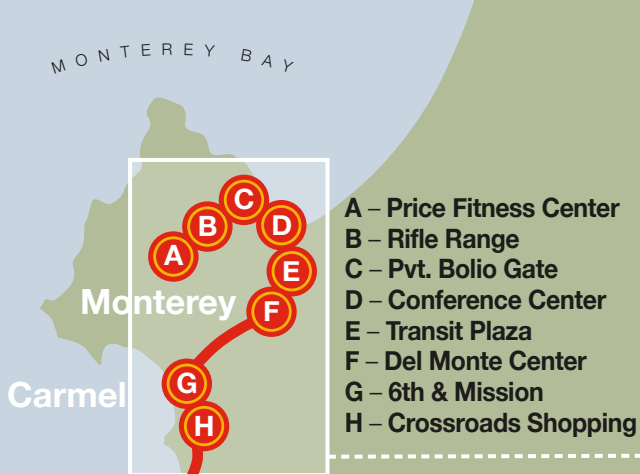 MONTEREY BAY
C
B
D
A
E
Monterey
F
G
Carmel
H
A – Price Fitness Center
B – Rifle Range
C – Pvt. Bolio Gate
D – Conference Center
E – Transit Plaza
F – Del Monte Center
G – 6th & Mission
H – Crossroads Shopping